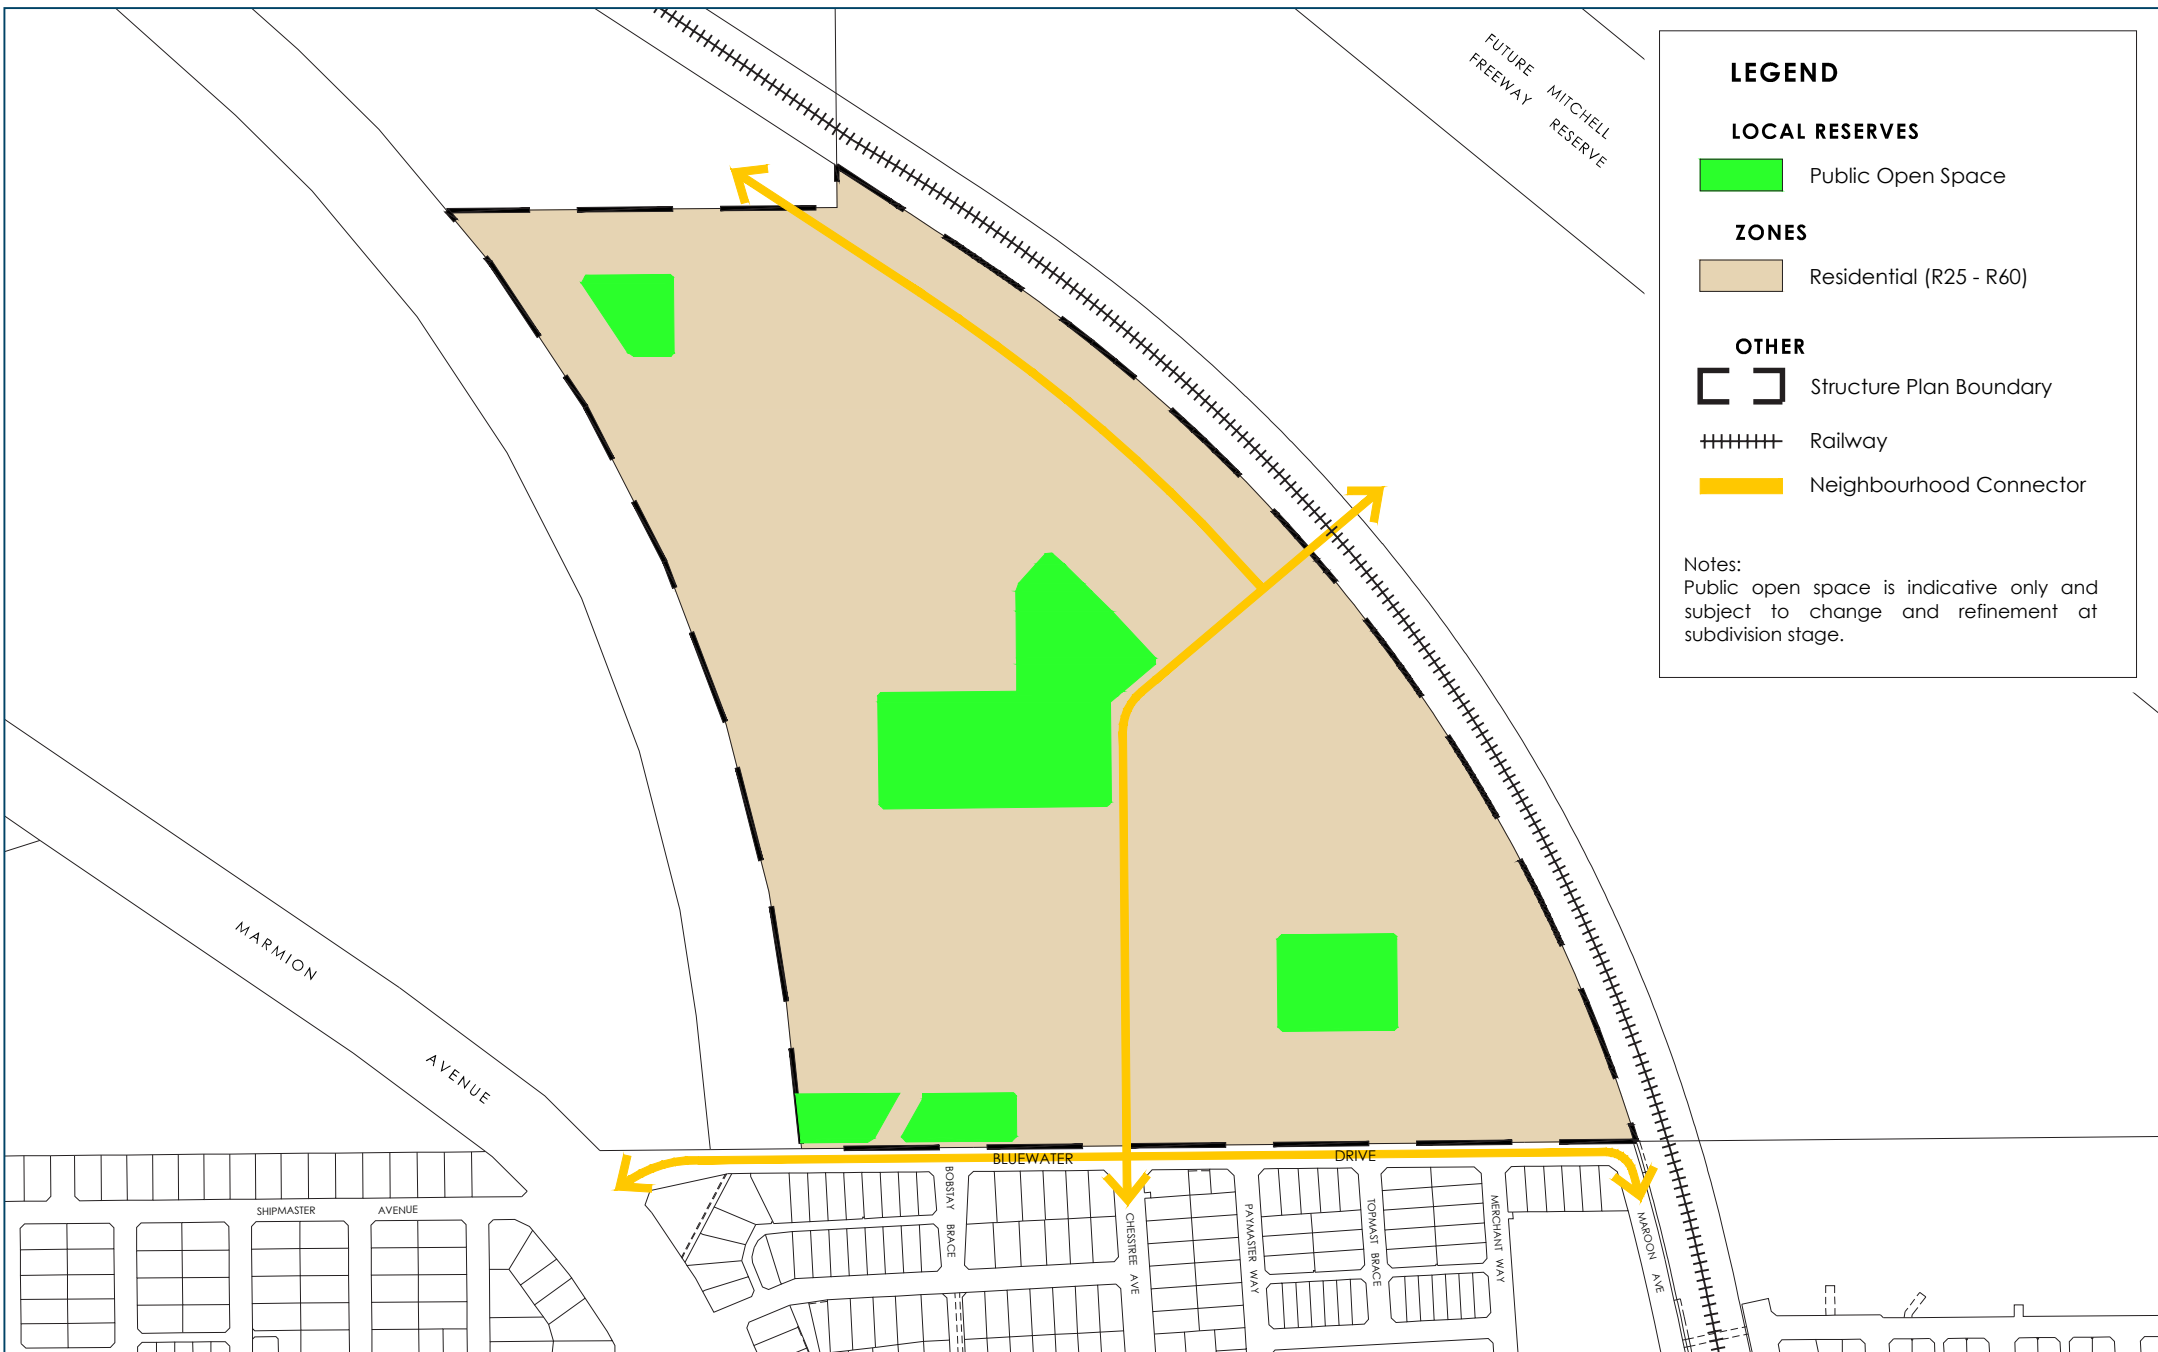 FUTURE MITCHELL
FREEWAY RESERVE
LEGEND
LOCAL RESERVES
Public Open Space
ZONES
Residential (R25 - R60)
OTHER
Structure Plan Boundary
Railway
Neighbourhood Connector
Notes:
Public open space is indicative only and
subject to change and refinement at
subdivision stage.
MARMION
AVENUE
BLUEWATER DRIVE
SHIPMASTER AVENUE
BOBSTAY BRACE
CHESSTREE AVE
PAYMASTER WAY
TOPMAST BRACE
MERCHANT WAY
MAROON AVE